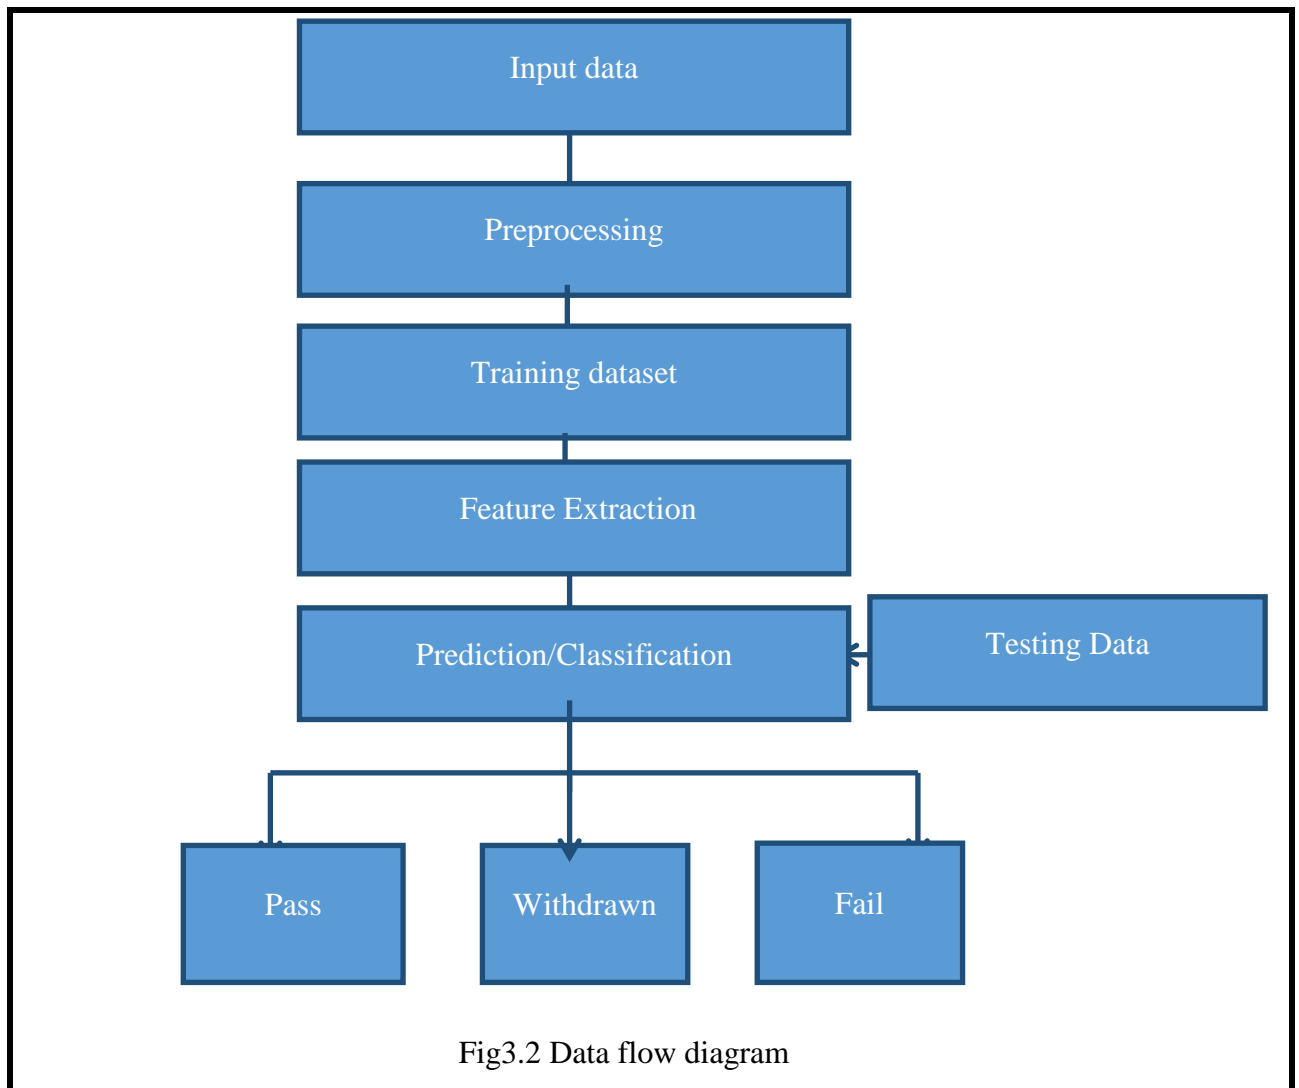 Input data
Preprocessing
Training dataset
Feature Extraction
Prediction/Classification
Testing Data
Pass
Withdrawn
Fail
Fig3.2 Data flow diagram